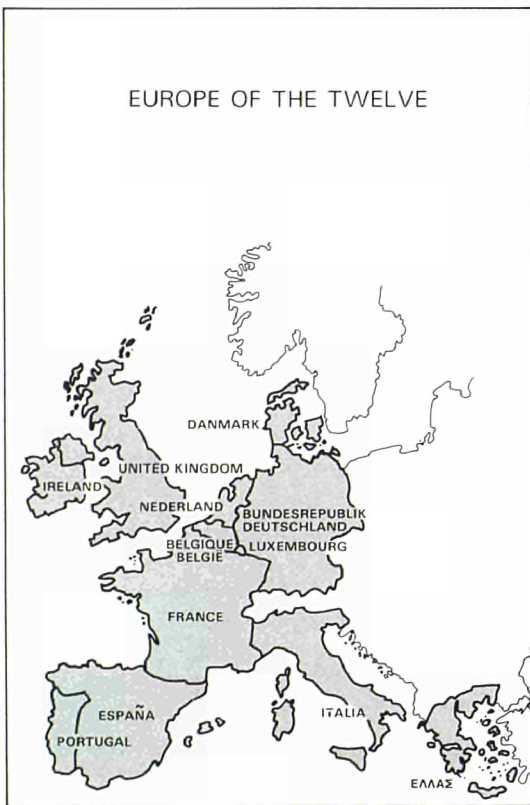 EUROPE OF THE TWELVE
DANMARK
UNITED KINGDOM
IRELAND
NEDERLAND
BUNDESREPUBLIK
DEUTSCHLAND
BELGIQUE
BELGIË
LUXEMBOURG
FRANCE
ESPAÑA
PORTUGAL
ITALIA
ΕΛΛΑΣ